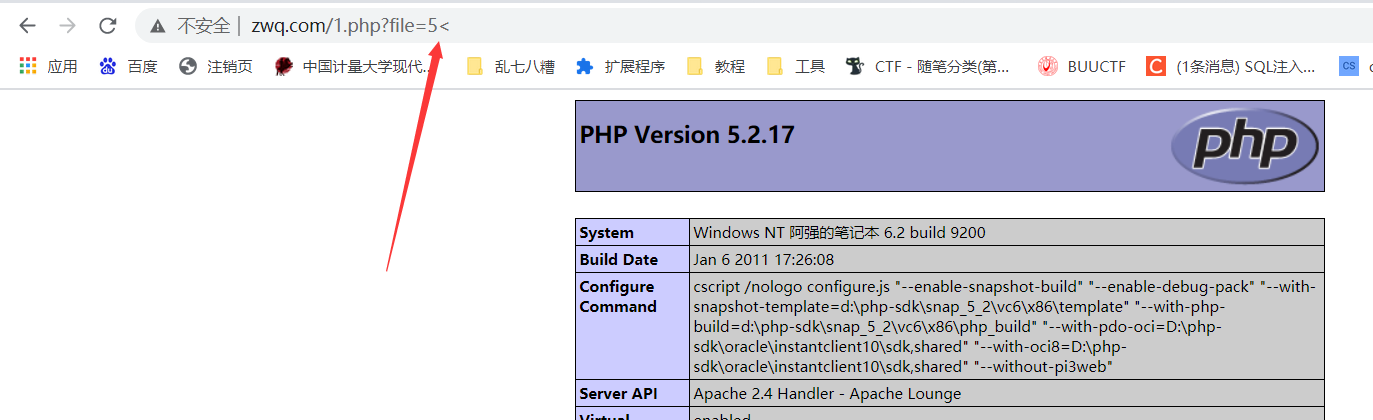 不安全 | zwq.com/1.php?file=5<
应用 百度 注销页 中国计量大学现代... 乱七八糟 扩展程序 教程 工具 CTF - 随笔分类(第... BUUCTF C (1条消息) SQL注入... CS
PHP Version 5.2.17
php
System Windows NT 阿强的笔记本 6.2 build 9200
Build Date Jan 6 2011 17:26:08
Configure Command cscript /nologo configure.js "--enable-snapshot-build" "--enable-debug-pack" "--with-
snapshot-template=d:\php-sdk\snap_5_2\vc6\x86\template" "--with-php-
build=d:\php-sdk\snap_5_2\vc6\x86\php_build" "--with-pdo-oci=D:\php-
sdk\oracle\instantclient10\sdk,shared" "--with-oci8=D:\php-
sdk\oracle\instantclient10\sdk,shared" "--without-pi3web"
Server API Apache 2.4 Handler - Apache Lounge
Virtual enabled